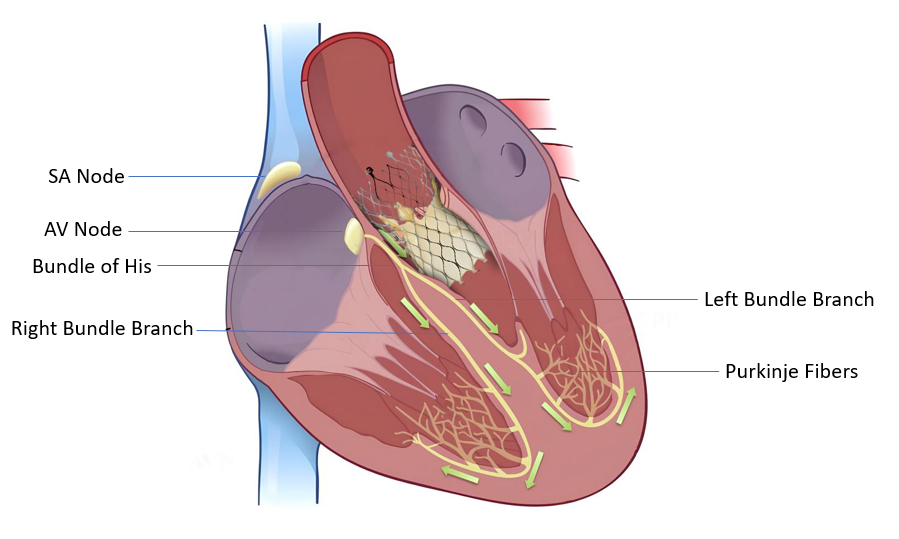 SA Node
AV Node
Bundle of His
Right Bundle Branch
Left Bundle Branch
Purkinje Fibers